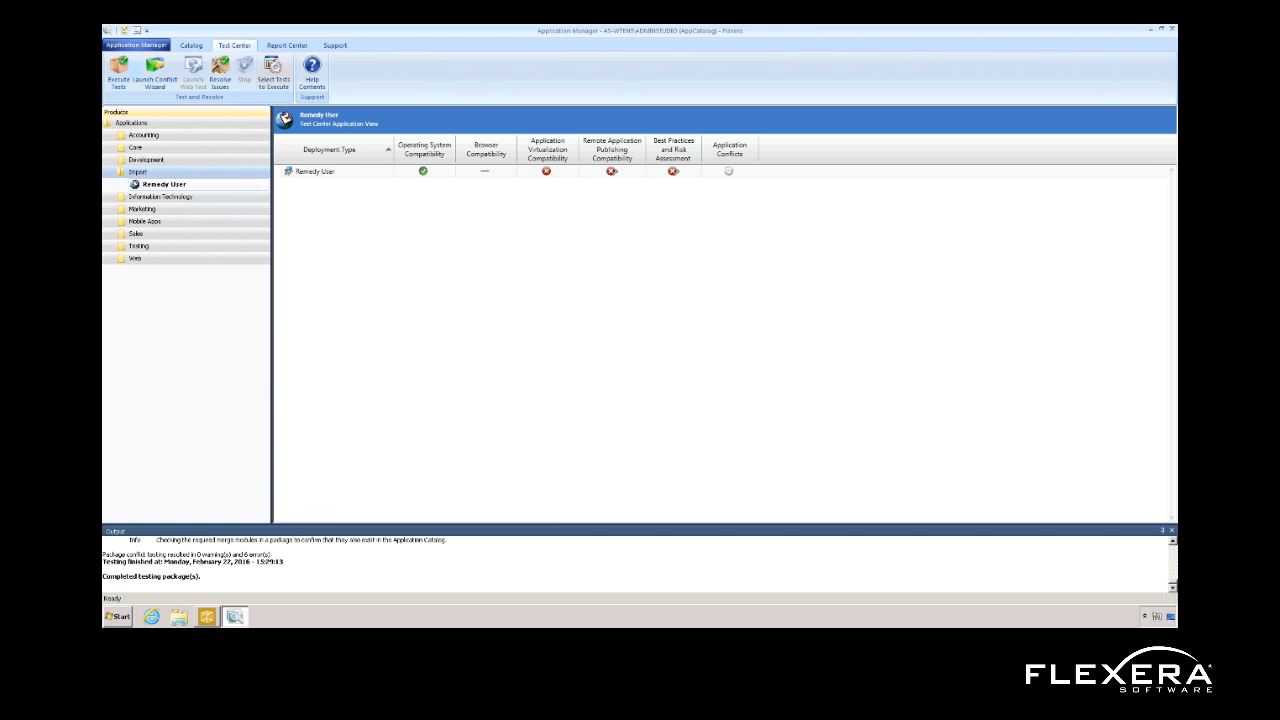 Application Manager - AS-W7ENT\ADMINSTUDIO (AppCatalog) - Flexera
Application Manager Catalog Test Center Report Center Support
Execute Tests
Launch Conflict Wizard
Launch Web Test
Resolve Issues
Stop
Select Tests to Execute
Help Contents
Test and Resolve
Support
Products
Applications
Accounting
Core
Development
Import
Remedy User
Information Technology
Marketing
Mobile Apps
Sales
Testing
Web
Remedy User
Test Center Application View
Deployment Type
Operating System Compatibility
Browser Compatibility
Application Virtualization Compatibility
Remote Application Publishing Compatibility
Best Practices and Risk Assessment
Application Conflicts
Remedy User
Output
Info Checking the required merge modules in a package to confirm that they also exist in the Application Catalog.
Package conflict testing resulted in 0 warning(s) and 6 error(s).
Testing finished at: Monday, February 22, 2016 - 15:29:13
Completed testing package(s).
Ready
Start
FLEXERA
SOFTWARE